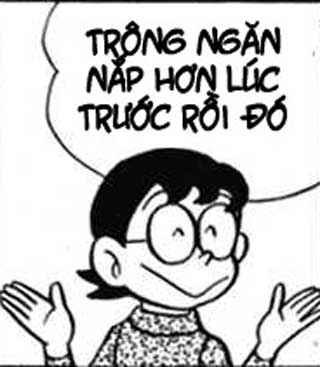 TRÔNG NGĂN
NẮP HƠN LÚC
TRƯỚC RỒI ĐÓ